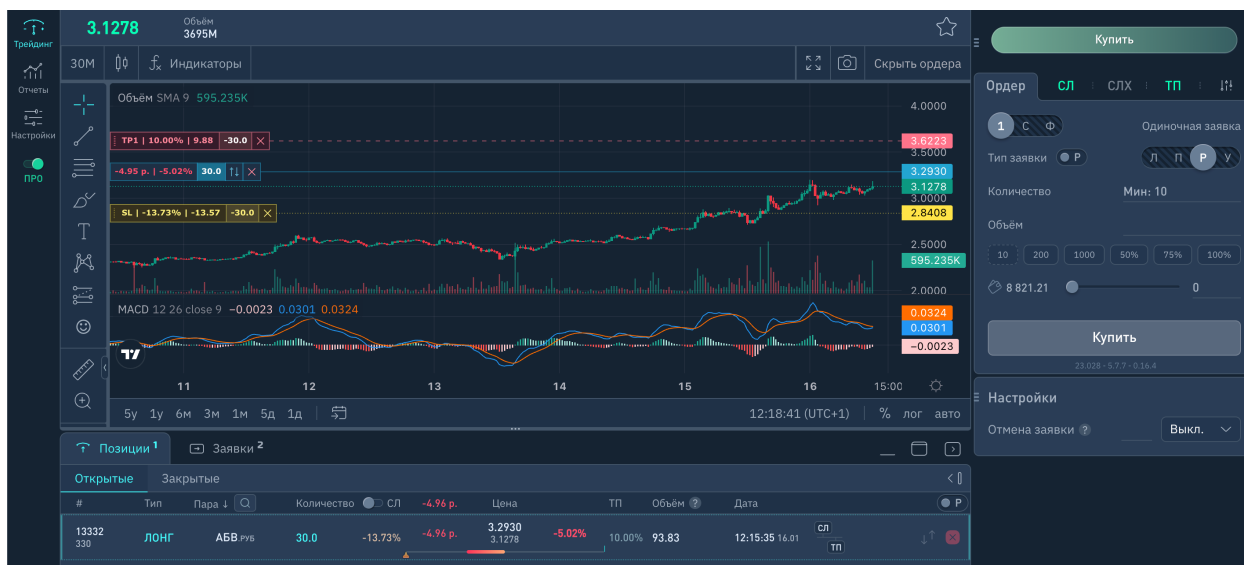 Трейдинг
Отчеты
Настройки
ПРО
3.1278
Объём
3695M
30М
Индикаторы
Скрыть ордера
Объём SMA 9 595.235K
4.0000
TP1 | 10.00% | 9.88 -30.0
3.6223
3.5000
-4.95 р. | -5.02% 30.0
3.2930
3.1278
3.0000
SL | -13.73% | -13.57 -30.0
2.8408
2.5000
595.235K
2.0000
MACD 12 26 close 9 −0.0023 0.0301 0.0324
0.0324
0.0301
−0.0023
11 12 13 14 15 16 15:00
5у 1у 6м 3м 1м 5д 1д
12:18:41 (UTC+1) % лог авто
Позиции 1 Заявки 2
Открытые Закрытые
# Тип Пара ↓ Количество СЛ -4.96 р. Цена ТП Объём ? Дата Р
13332
330
ЛОНГ АБВ.РУБ 30.0 -13.73% -4.96 р.
3.2930
3.1278
-5.02% 10.00% 93.83 12:15:35 16.01
СЛ
ТП
Купить
Ордер СЛ СЛХ ТП
1 С Ф Одиночная заявка
Тип заявки Р Л П Р У
Количество Мин: 10
Объём
10 200 1000 50% 75% 100%
8 821.21 0
Купить
23.028 - 5.7.7 - 0.16.4
Настройки
Отмена заявки ? Выкл.